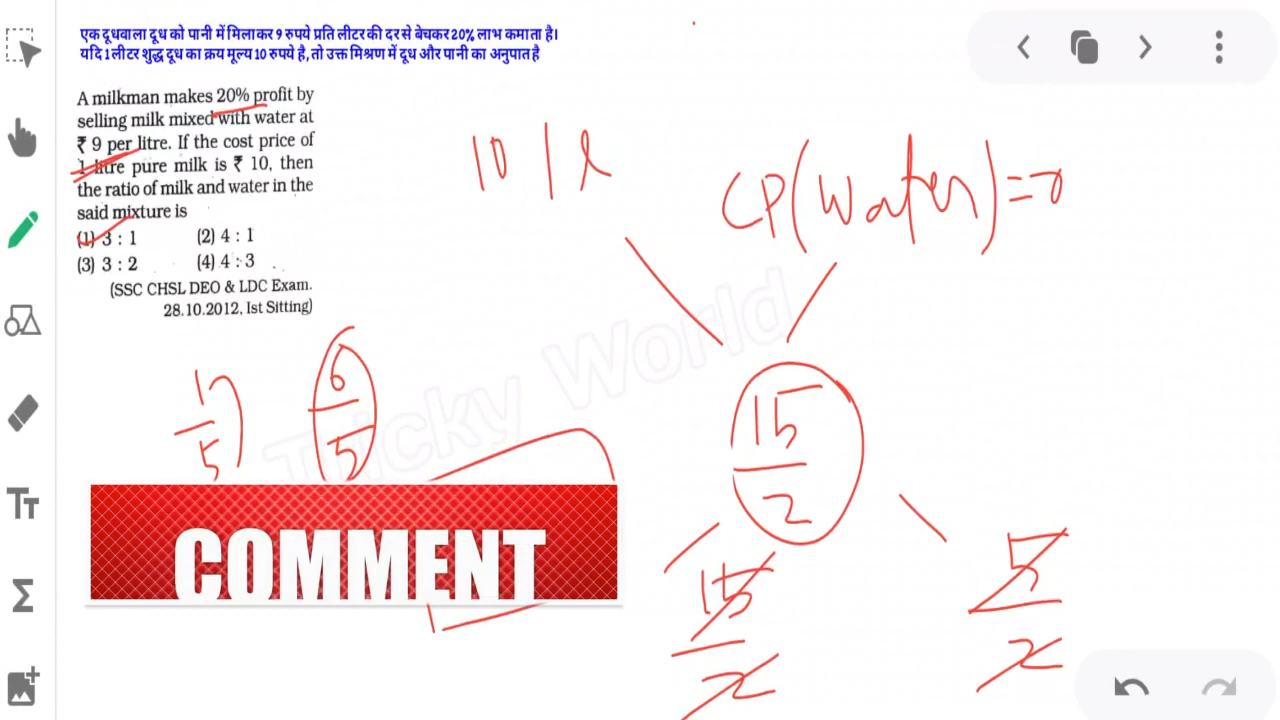 एक दूधवाला दूध को पानी में मिलाकर 9 रुपये प्रति लीटर की दर से बेचकर 20% लाभ कमाता है।
यदि 1 लीटर शुद्ध दूध का क्रय मूल्य 10 रुपये है, तो उक्त मिश्रण में दूध और पानी का अनुपात है
A milkman makes 20% profit by
selling milk mixed with water at
₹ 9 per litre. If the cost price of
1 litre pure milk is ₹ 10, then
the ratio of milk and water in the
said mixture is
(1) 3 : 1 (2) 4 : 1
(3) 3 : 2 (4) 4 : 3
(SSC CHSL DEO & LDC Exam.
28.10.2012, Ist Sitting)
10 | l
CP(Water)=0
1/5
6/5
15/2
15/2
5/2
Tricky World
COMMENT
Tт
Σ